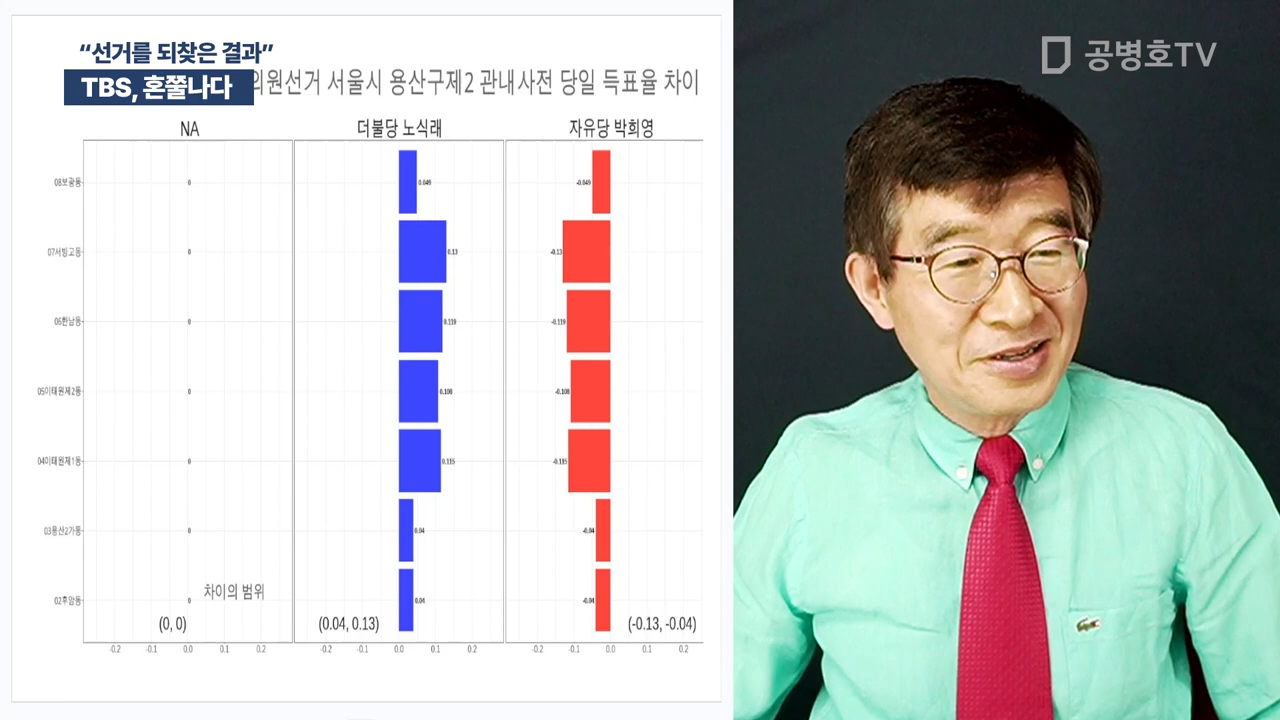 “선거를 되찾은 결과”
TBS, 혼쭐나다
의원선거 서울시 용산구제2 관내사전 당일 득표율 차이
공병호TV
NA
더불당 노식래
자유당 박희영
08보광동
0
0.049
-0.049
07서빙고동
0
0.13
-0.13
06한남동
0
0.119
-0.119
05이태원제2동
0
0.108
-0.108
04이태원제1동
0
0.115
-0.115
03용산2가동
0
0.04
-0.04
02후암동
0
0.04
-0.04
차이의 범위
(0, 0)
(0.04, 0.13)
(-0.13, -0.04)
-0.2 -0.1 0.0 0.1 0.2
-0.2 -0.1 0.0 0.1 0.2
-0.2 -0.1 0.0 0.1 0.2